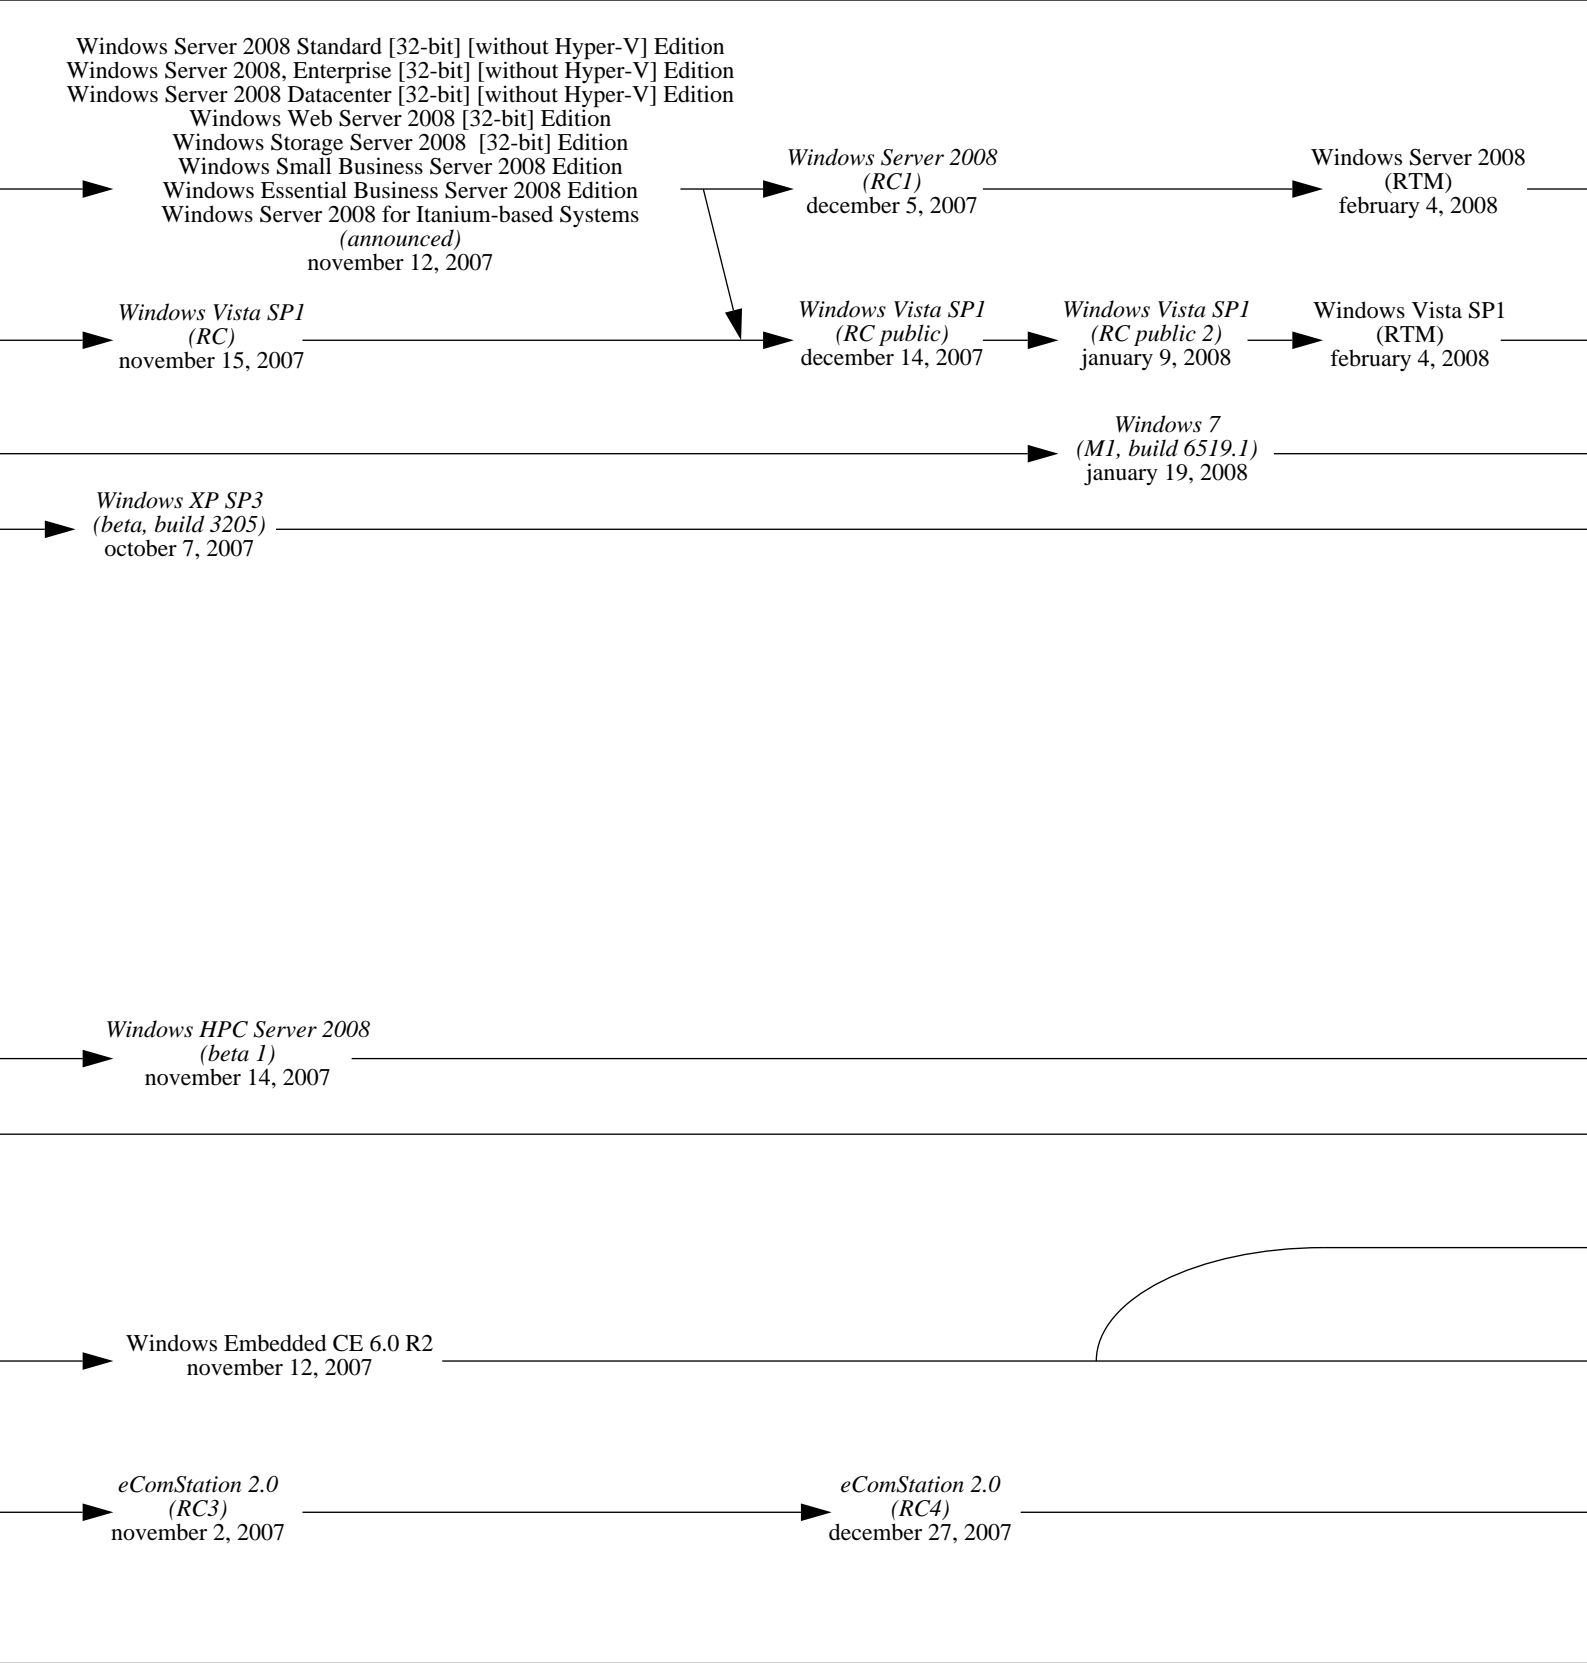 Windows Server 2008 Standard [32-bit] [without Hyper-V] Edition
Windows Server 2008, Enterprise [32-bit] [without Hyper-V] Edition
Windows Server 2008 Datacenter [32-bit] [without Hyper-V] Edition
Windows Web Server 2008 [32-bit] Edition
Windows Storage Server 2008 [32-bit] Edition
Windows Small Business Server 2008 Edition
Windows Essential Business Server 2008 Edition
Windows Server 2008 for Itanium-based Systems
(announced)
november 12, 2007
Windows Server 2008
(RC1)
december 5, 2007
Windows Server 2008
(RTM)
february 4, 2008
Windows Vista SP1
(RC)
november 15, 2007
Windows Vista SP1
(RC public)
december 14, 2007
Windows Vista SP1
(RC public 2)
january 9, 2008
Windows Vista SP1
(RTM)
february 4, 2008
Windows 7
(M1, build 6519.1)
january 19, 2008
Windows XP SP3
(beta, build 3205)
october 7, 2007
Windows HPC Server 2008
(beta 1)
november 14, 2007
Windows Embedded CE 6.0 R2
november 12, 2007
eComStation 2.0
(RC3)
november 2, 2007
eComStation 2.0
(RC4)
december 27, 2007